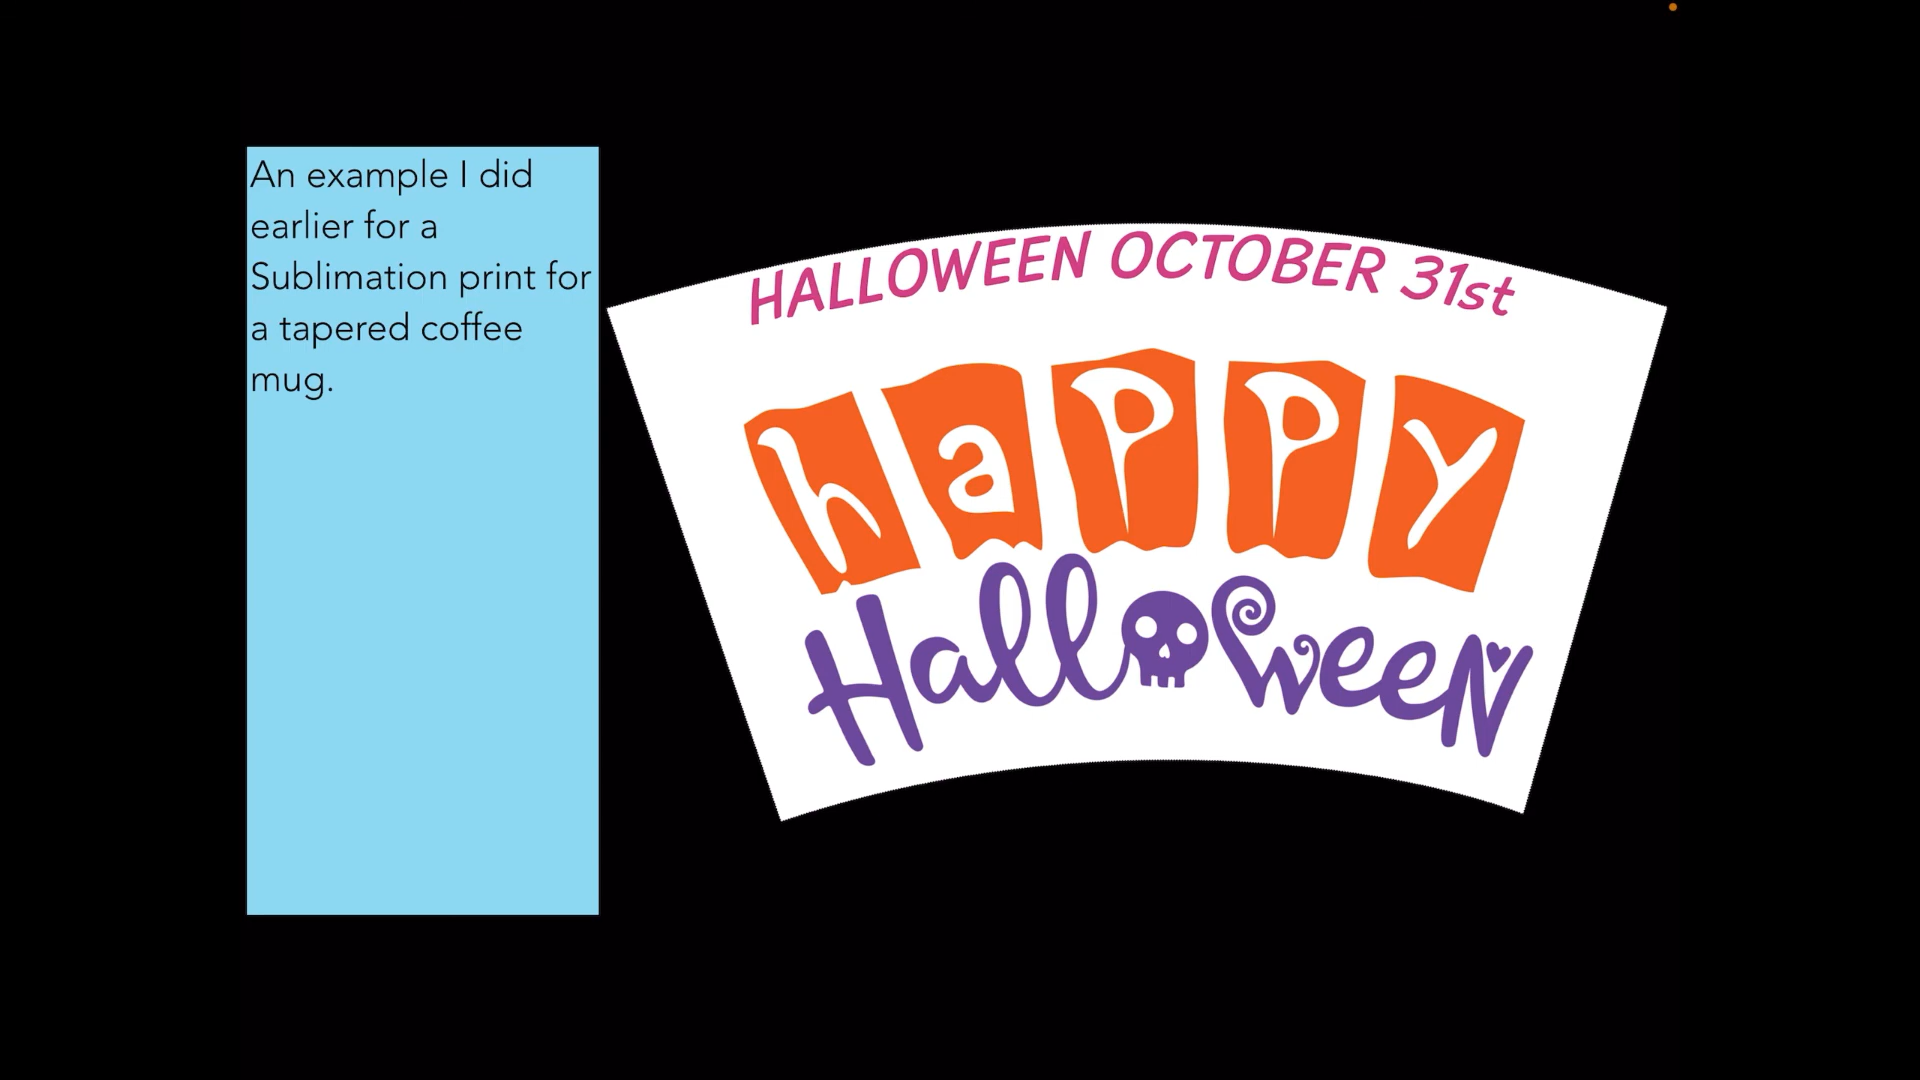 An example I did
earlier for a
Sublimation print for
a tapered coffee
mug.
HALLOWEEN OCTOBER 31st
haPPY
HalloweeN